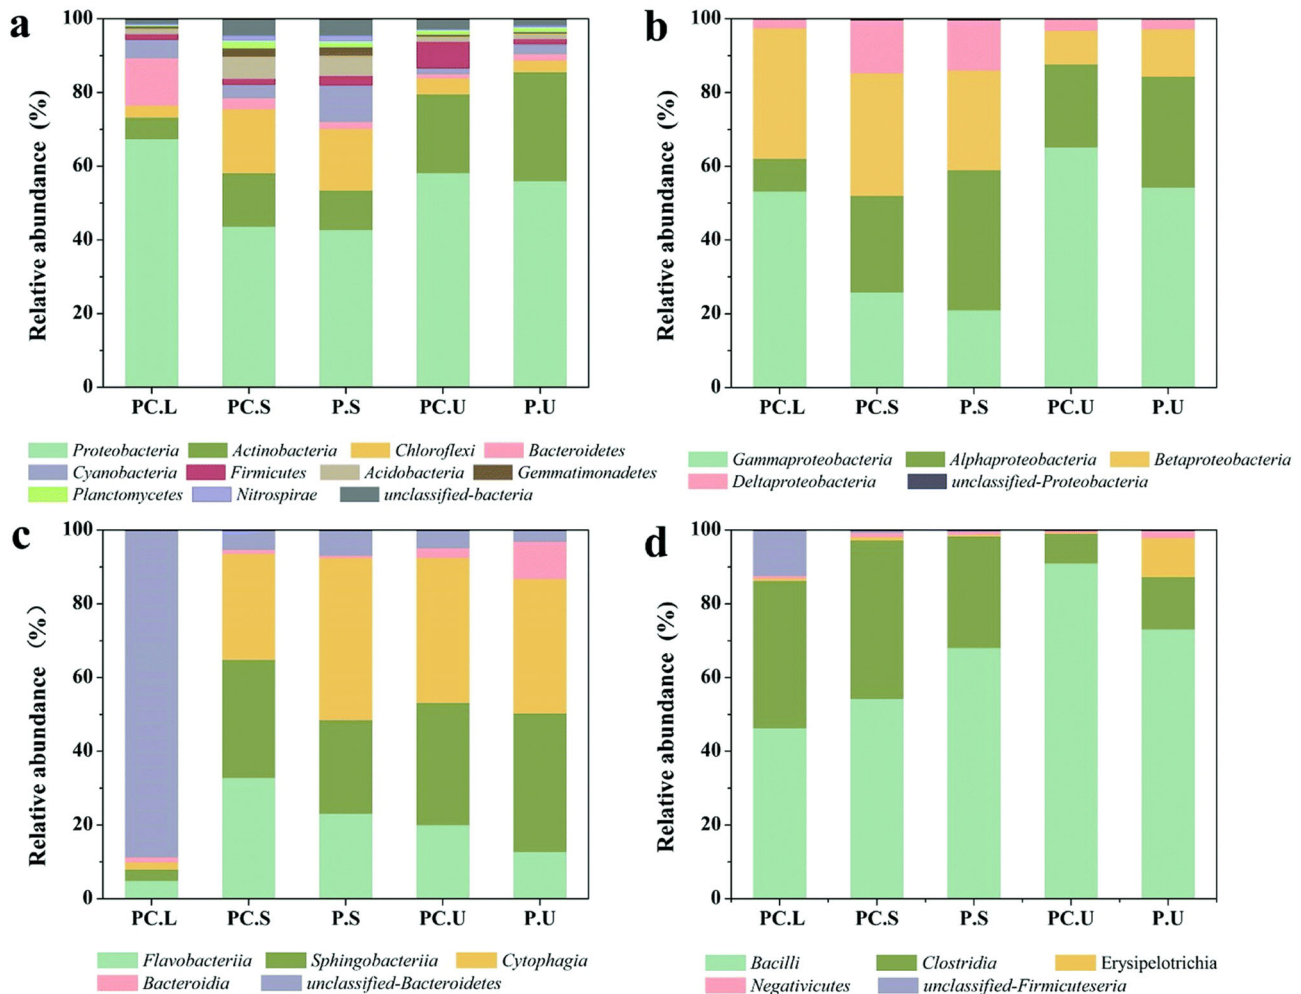 a
100
80
60
40
20
0
Relative abundance (%)
PC.L PC.S P.S PC.U P.U
Proteobacteria Actinobacteria Chloroflexi Bacteroidetes
Cyanobacteria Firmicutes Acidobacteria Gemmatimonadetes
Planctomycetes Nitrospirae unclassified-bacteria
b
100
80
60
40
20
0
Relative abundance (%)
PC.L PC.S P.S PC.U P.U
Gammaproteobacteria Alphaproteobacteria Betaproteobacteria
Deltaproteobacteria unclassified-Proteobacteria
c
100
80
60
40
20
0
Relative abundance (%)
PC.L PC.S P.S PC.U P.U
Flavobacteriia Sphingobacteriia Cytophagia
Bacteroidia unclassified-Bacteroidetes
d
100
80
60
40
20
0
Relative abundance (%)
PC.L PC.S P.S PC.U P.U
Bacilli Clostridia Erysipelotrichia
Negativicutes unclassified-Firmicuteseria